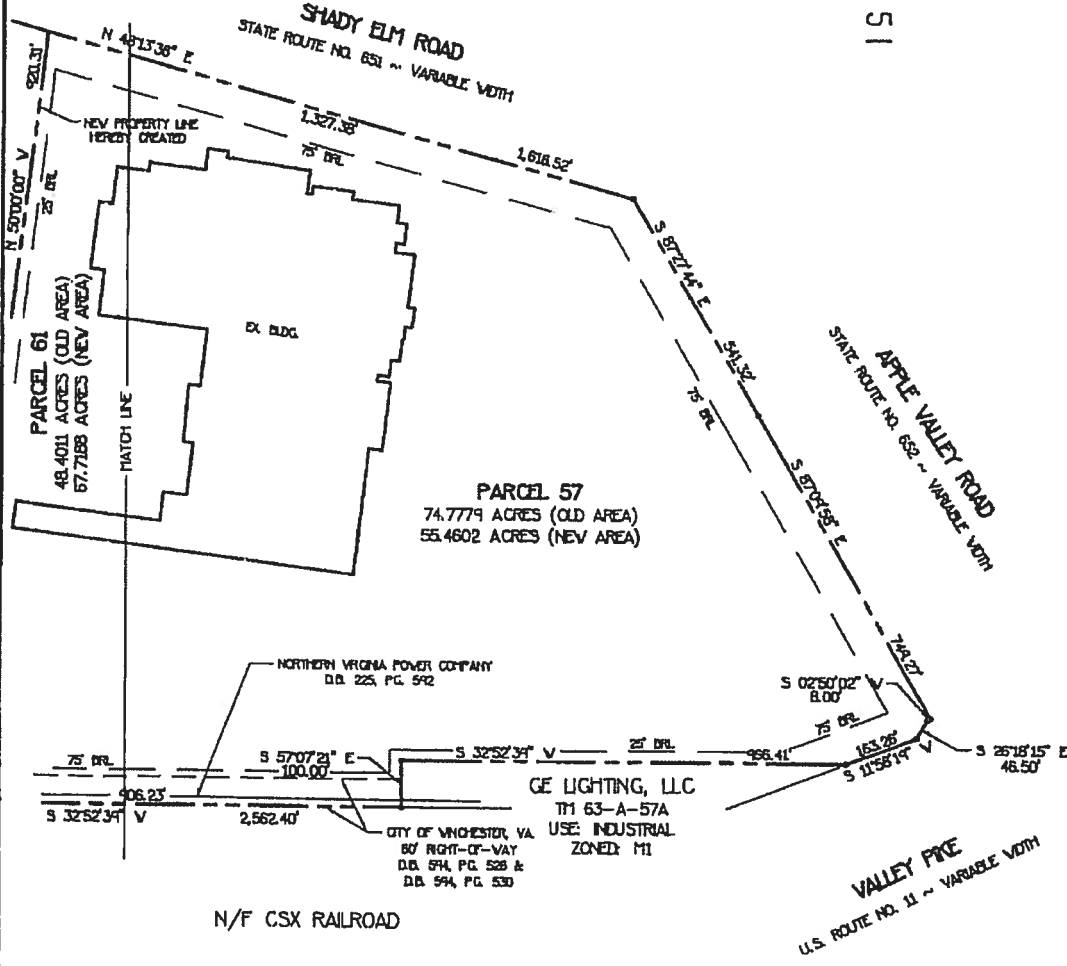 51
SHADY ELM ROAD
STATE ROUTE NO. 651 ~ VARIABLE WIDTH
N 48°13'36" E
920.31'
NEW PROPERTY LINE
HEREBY CREATED
1,327.38'
75' BRL
1,618.52'
N 50°00'00" W
25' BRL
PARCEL 61
48.4011 ACRES (OLD AREA)
67.7188 ACRES (NEW AREA)
MATCH LINE
EX. BLDG.
S 87°27'44" E
541.32'
75' BRL
APPLE VALLEY ROAD
STATE ROUTE NO. 652 ~ VARIABLE WIDTH
S 87°09'58" E
749.27'
PARCEL 57
74.7779 ACRES (OLD AREA)
55.4602 ACRES (NEW AREA)
NORTHERN VIRGINIA POWER COMPANY
D.B. 225, PG. 592
S 02°50'02" W
8.00'
75' BRL
S 26°18'15" E
46.50'
163.26'
S 11°58'19" W
75' BRL
S 57°07'21" E
100.00'
S 32°52'39" W
25' BRL
956.41'
906.23'
S 32°52'39" W
2,562.40'
GE LIGHTING, LLC
TM 63-A-57A
USE: INDUSTRIAL
ZONED: M1
CITY OF WINCHESTER, VA.
60' RIGHT-OF-WAY
D.B. 594, PG. 528 &
D.B. 594, PG. 530
N/F CSX RAILROAD
VALLEY PIKE
U.S. ROUTE NO. 11 ~ VARIABLE WIDTH